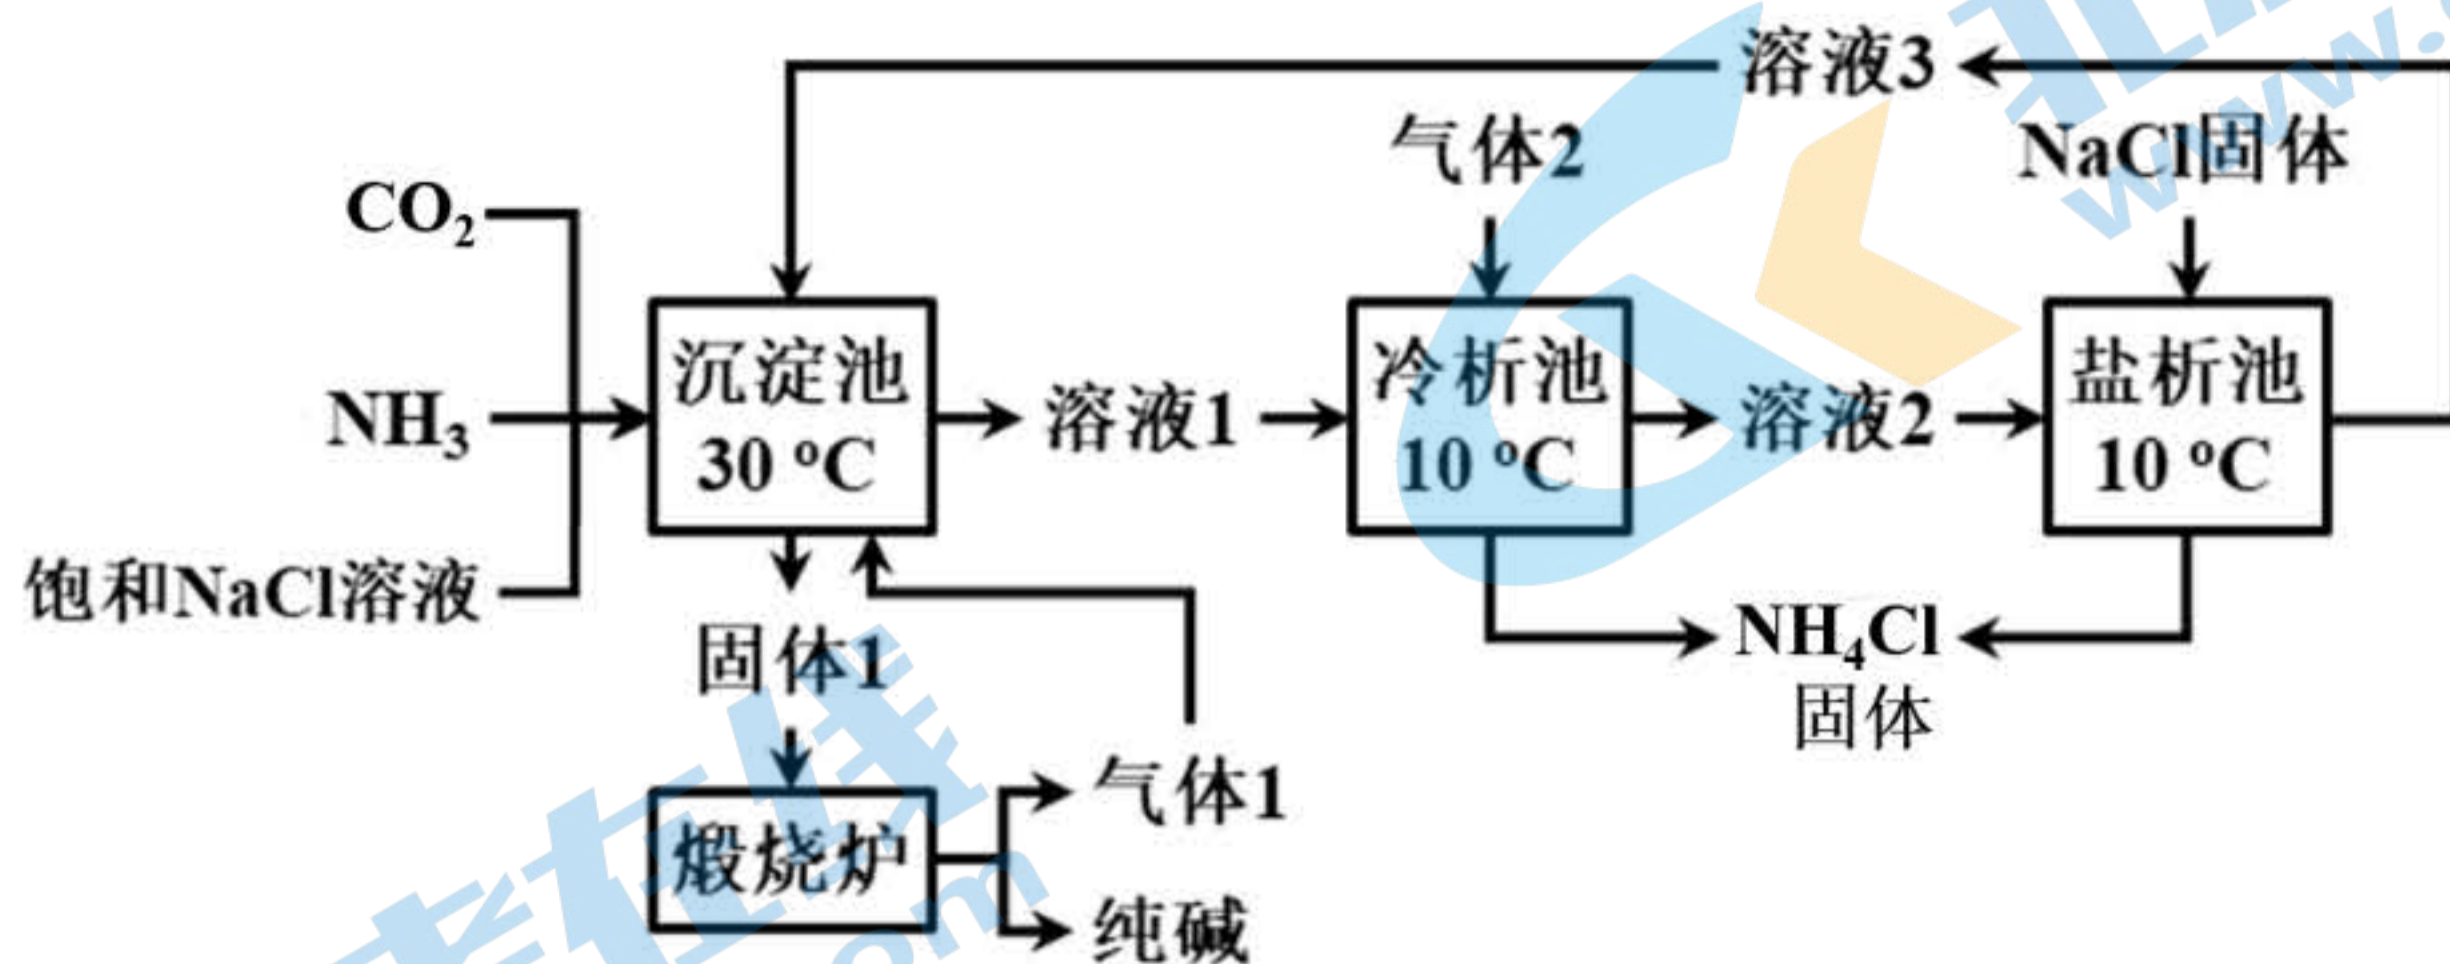 溶液3
气体2
NaCl固体
CO₂
NH₃
饱和NaCl溶液
沉淀池
30 ℃
溶液1
冷析池
10 ℃
溶液2
盐析池
10 ℃
固体1
NH₄Cl
固体
煅烧炉
气体1
纯碱
www.